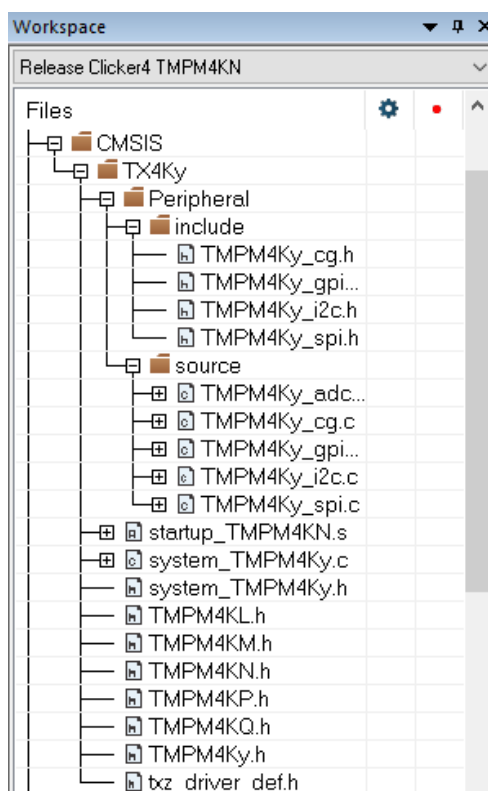 Workspace
Release Clicker4 TMPM4KN
Files
CMSIS
TX4Ky
Peripheral
include
TMPM4Ky_cg.h
TMPM4Ky_gpi...
TMPM4Ky_i2c.h
TMPM4Ky_spi.h
source
TMPM4Ky_adc...
TMPM4Ky_cg.c
TMPM4Ky_gpi...
TMPM4Ky_i2c.c
TMPM4Ky_spi.c
startup_TMPM4KN.s
system_TMPM4Ky.c
system_TMPM4Ky.h
TMPM4KL.h
TMPM4KM.h
TMPM4KN.h
TMPM4KP.h
TMPM4KQ.h
TMPM4Ky.h
txz_driver_def.h